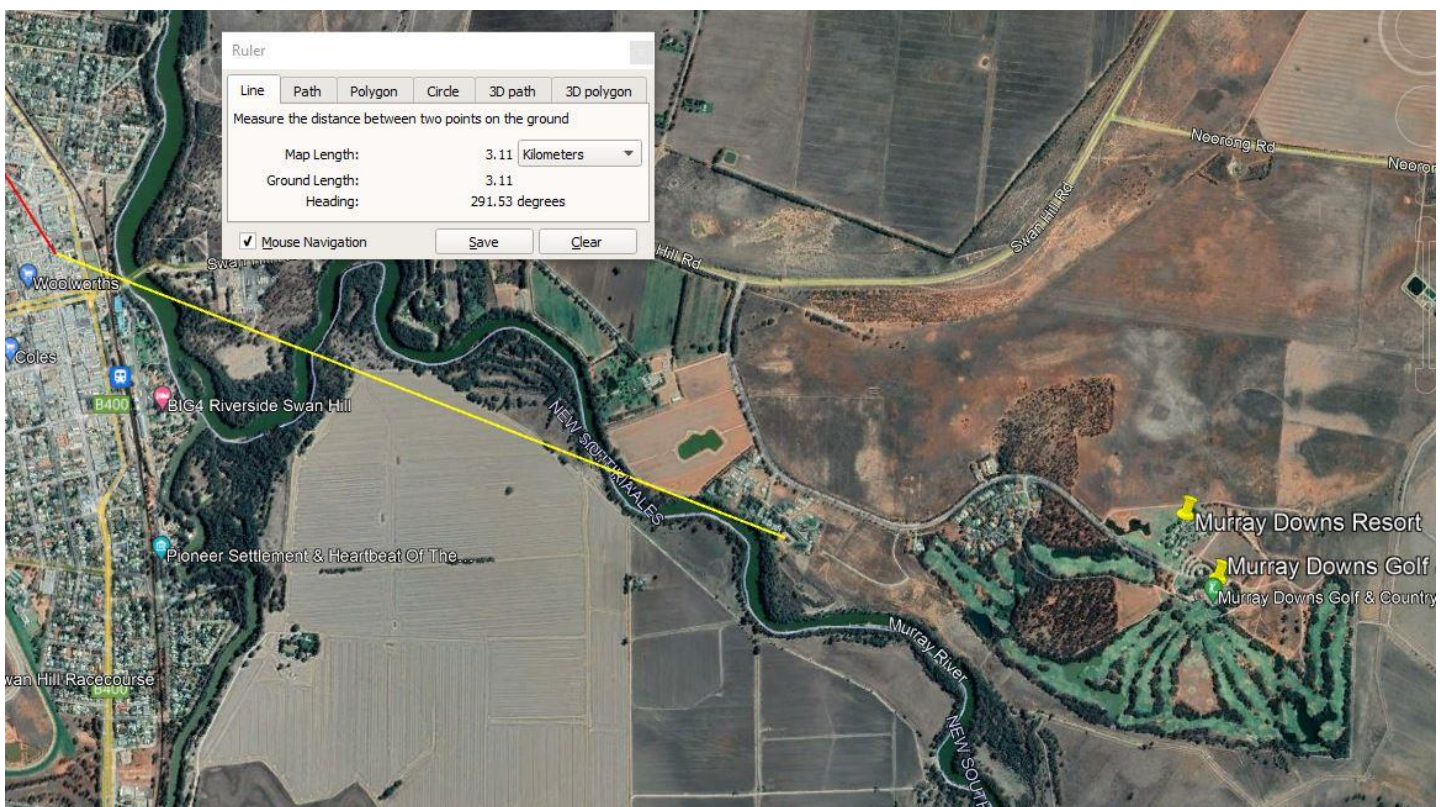 Ruler
Line Path Polygon Circle 3D path 3D polygon
Measure the distance between two points on the ground
Map Length: 3.11 Kilometers
Ground Length: 3.11
Heading: 291.53 degrees
Mouse Navigation Save Clear
Noorong Rd
Noorong
Swan Hill Rd
Hill Rd
Swan
Woolworths
Coles
B400
BIG4 Riverside Swan Hill
NEW SOUTH WALES
Murray Downs Resort
Pioneer Settlement & Heartbeat Of The...
Murray Downs Golf
Murray Downs Golf & Country
Murray River
wan Hill Racecourse
B400
NEW SOUTH